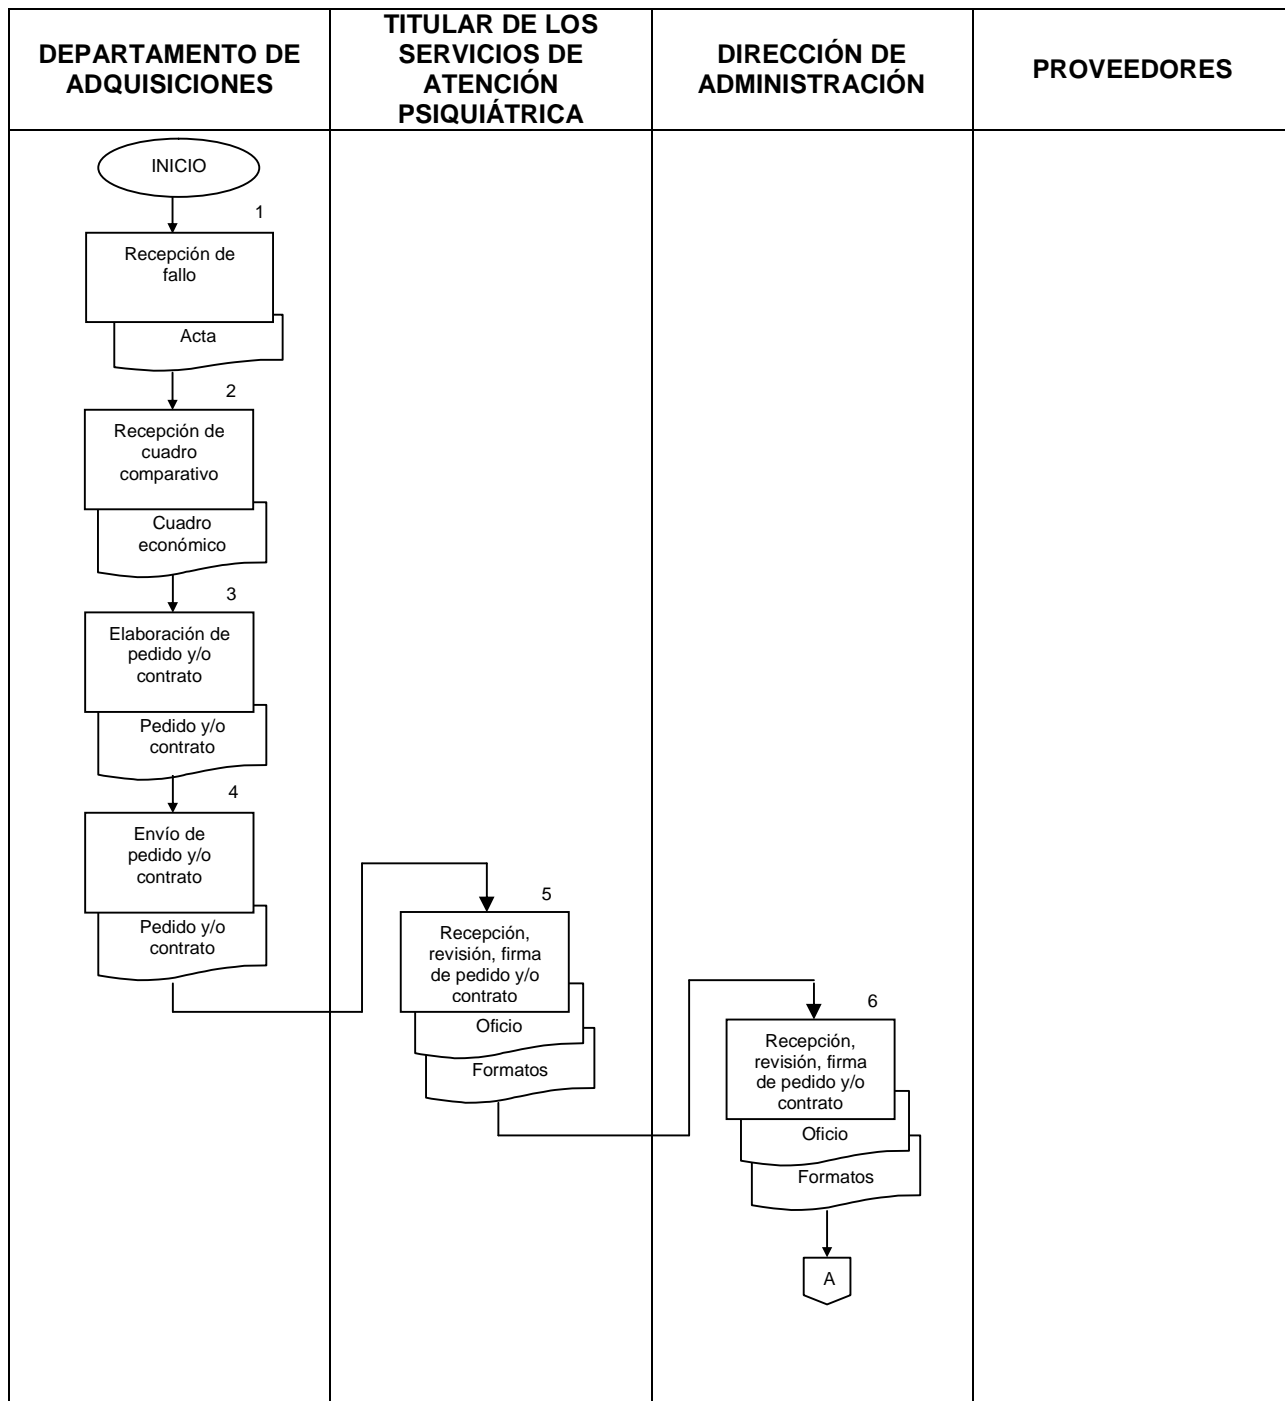 DEPARTAMENTO DE
ADQUISICIONES
TITULAR DE LOS
SERVICIOS DE
ATENCIÓN
PSIQUIÁTRICA
DIRECCIÓN DE
ADMINISTRACIÓN
PROVEEDORES
INICIO
1
Recepción de
fallo
Acta
2
Recepción de
cuadro
comparativo
Cuadro
económico
3
Elaboración de
pedido y/o
contrato
Pedido y/o
contrato
4
Envío de
pedido y/o
contrato
Pedido y/o
contrato
5
Recepción,
revisión, firma
de pedido y/o
contrato
Oficio
Formatos
6
Recepción,
revisión, firma
de pedido y/o
contrato
Oficio
Formatos
A